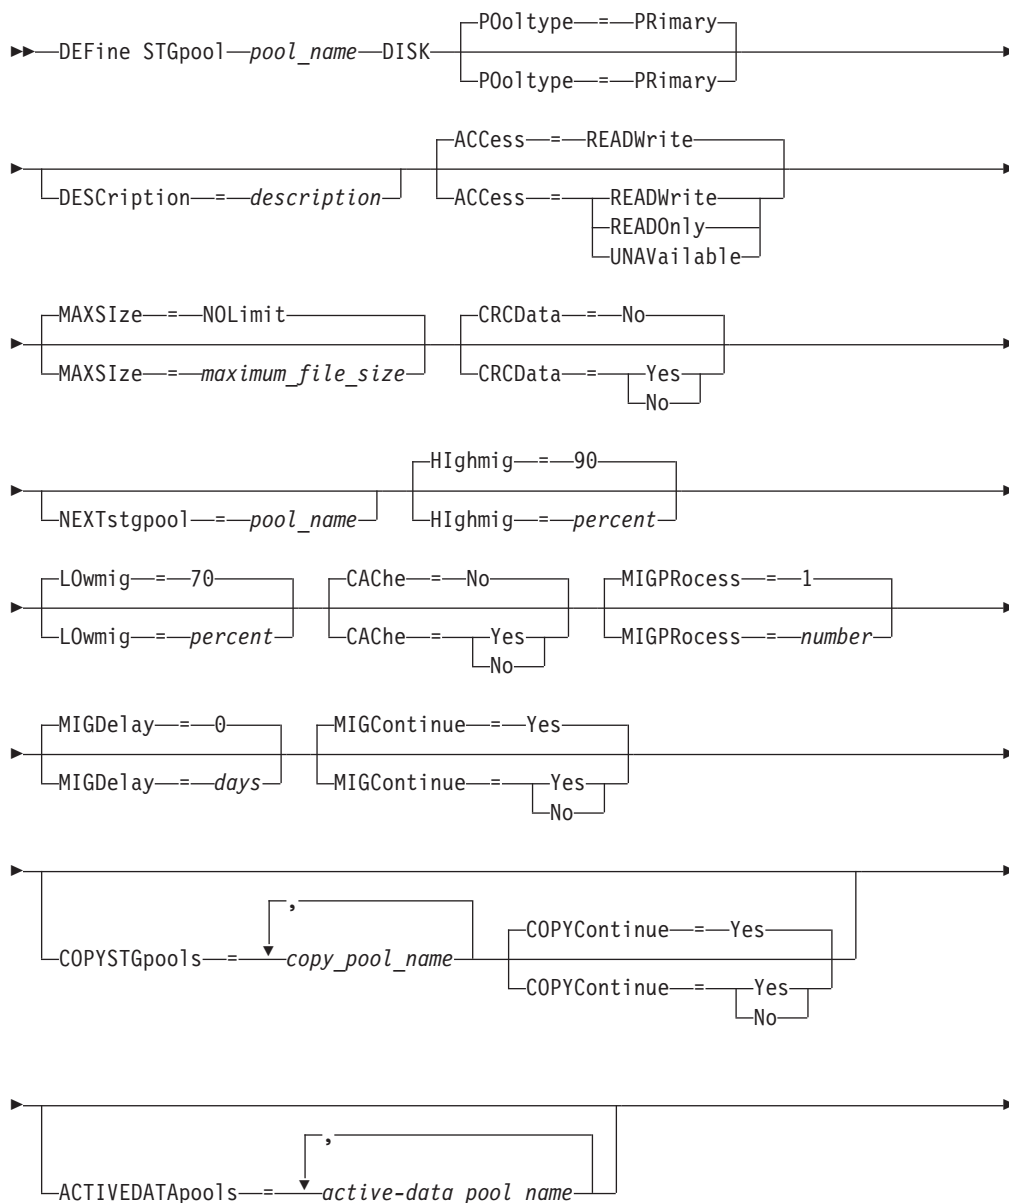 POoltype = PRimary
DEFine STGpool pool_name DISK
POoltype = PRimary
ACCess = READWrite
DESCription = description
ACCess = READWrite
READOnly
UNAVailable
MAXSIze = NOLimit
CRCData = No
MAXSIze = maximum_file_size
CRCData = Yes
No
HIghmig = 90
NEXTstgpool = pool_name
HIghmig = percent
LOwmig = 70
CAChe = No
MIGPRocess = 1
LOwmig = percent
CAChe = Yes
No
MIGPRocess = number
MIGDelay = 0
MIGContinue = Yes
MIGDelay = days
MIGContinue = Yes
No
,
COPYContinue = Yes
COPYSTGpools = copy_pool_name
COPYContinue = Yes
No
,
ACTIVEDATApools = active-data_pool_name